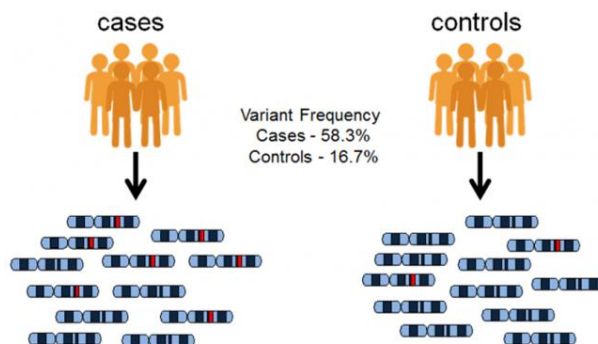 cases
controls
Variant Frequency
Cases - 58.3%
Controls - 16.7%